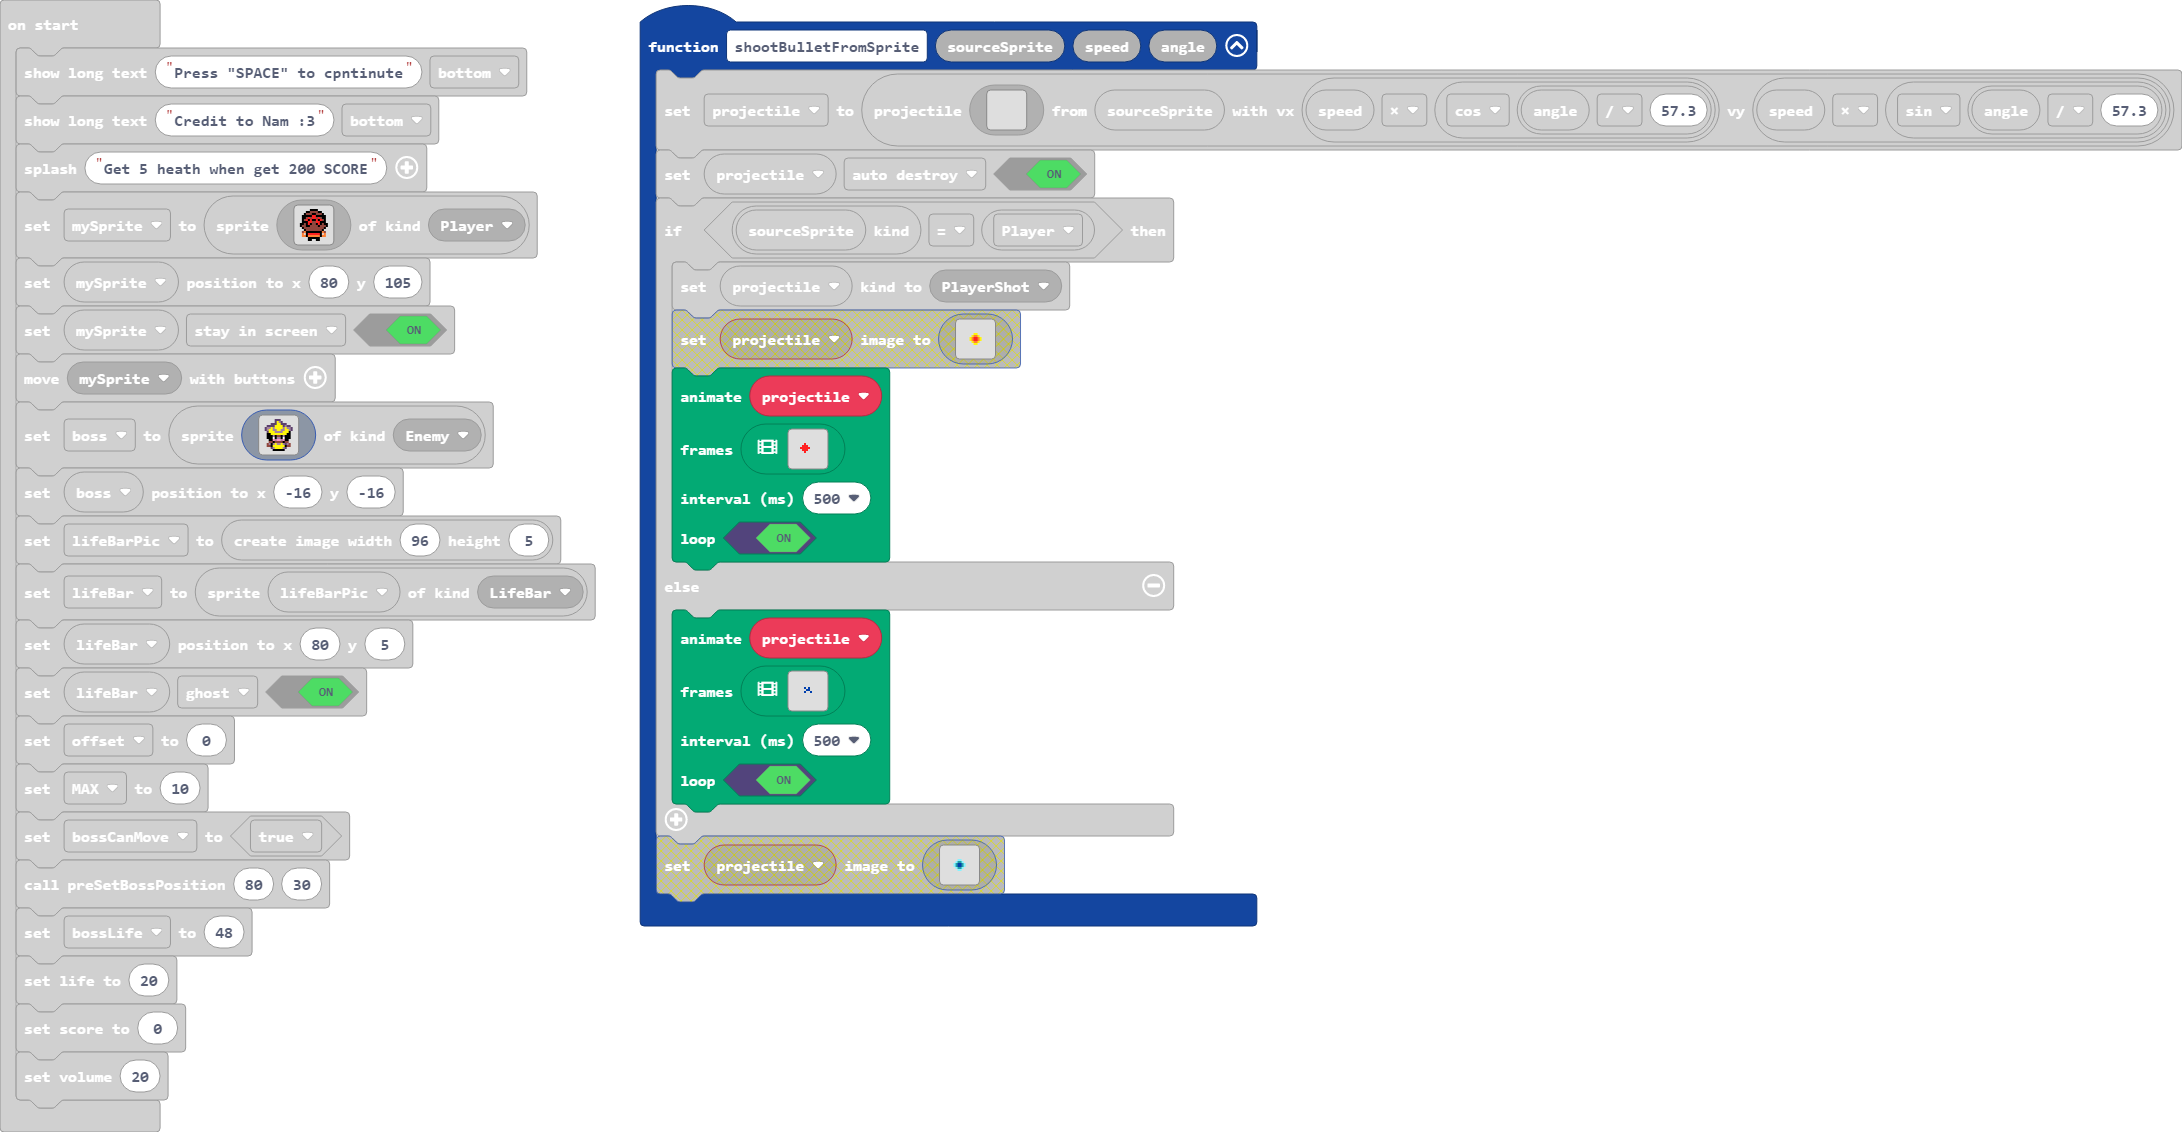 on start
show long text "Press "SPACE" to cpntinute" bottom
show long text "Credit to Nam :3" bottom
splash "Get 5 heath when get 200 SCORE"
set mySprite to sprite of kind Player
set mySprite position to x 80 y 105
set mySprite stay in screen ON
move mySprite with buttons
set boss to sprite of kind Enemy
set boss position to x -16 y -16
set lifeBarPic to create image width 96 height 5
set lifeBar to sprite lifeBarPic of kind LifeBar
set lifeBar position to x 80 y 5
set lifeBar ghost ON
set offset to 0
set MAX to 10
set bossCanMove to true
call preSetBossPosition 80 30
set bossLife to 48
set life to 20
set score to 0
set volume 20
function shootBulletFromSprite sourceSprite speed angle
set projectile to projectile from sourceSprite with vx speed × cos angle / 57.3 vy speed × sin angle / 57.3
set projectile auto destroy ON
if sourceSprite kind = Player then
set projectile kind to PlayerShot
set projectile image to
animate projectile
frames
interval (ms) 500
loop ON
else
animate projectile
frames
interval (ms) 500
loop ON
set projectile image to